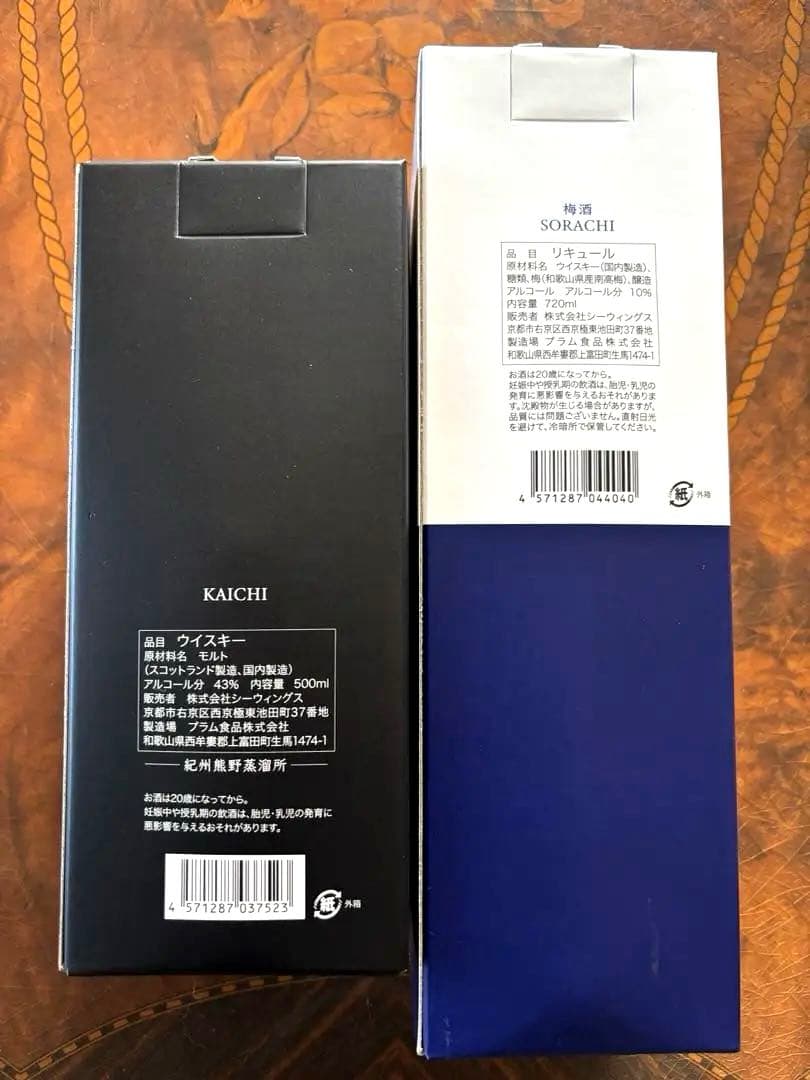 KAICHI
品目 ウイスキー
原材料名 モルト
(スコットランド製造、国内製造)
アルコール分 43% 内容量 500ml
販売者 株式会社シーウィングス
京都市右京区西京極東池田町37番地
製造場 プラム食品株式会社
和歌山県西牟婁郡上富田町生馬1474-1
紀州熊野蒸溜所
お酒は20歳になってから。
妊娠中や授乳期の飲酒は、胎児・乳児の発育に
悪影響を与えるおそれがあります。
4 571287 037523
紙 外箱
梅酒
SORACHI
品目 リキュール
原材料名 ウイスキー(国内製造)、
糖類、梅(和歌山県産南高梅)、醸造
アルコール アルコール分 10%
内容量 720ml
販売者 株式会社シーウィングス
京都市右京区西京極東池田町37番地
製造場 プラム食品株式会社
和歌山県西牟婁郡上富田町生馬1474-1
お酒は20歳になってから。
妊娠中や授乳期の飲酒は、胎児・乳児の
発育に悪影響を与えるおそれがありま
す。沈殿物が生じる場合がありますが、
品質には問題ございません。直射日光
を避けて、冷暗所で保管してください。
4 571287 044040
紙 外箱